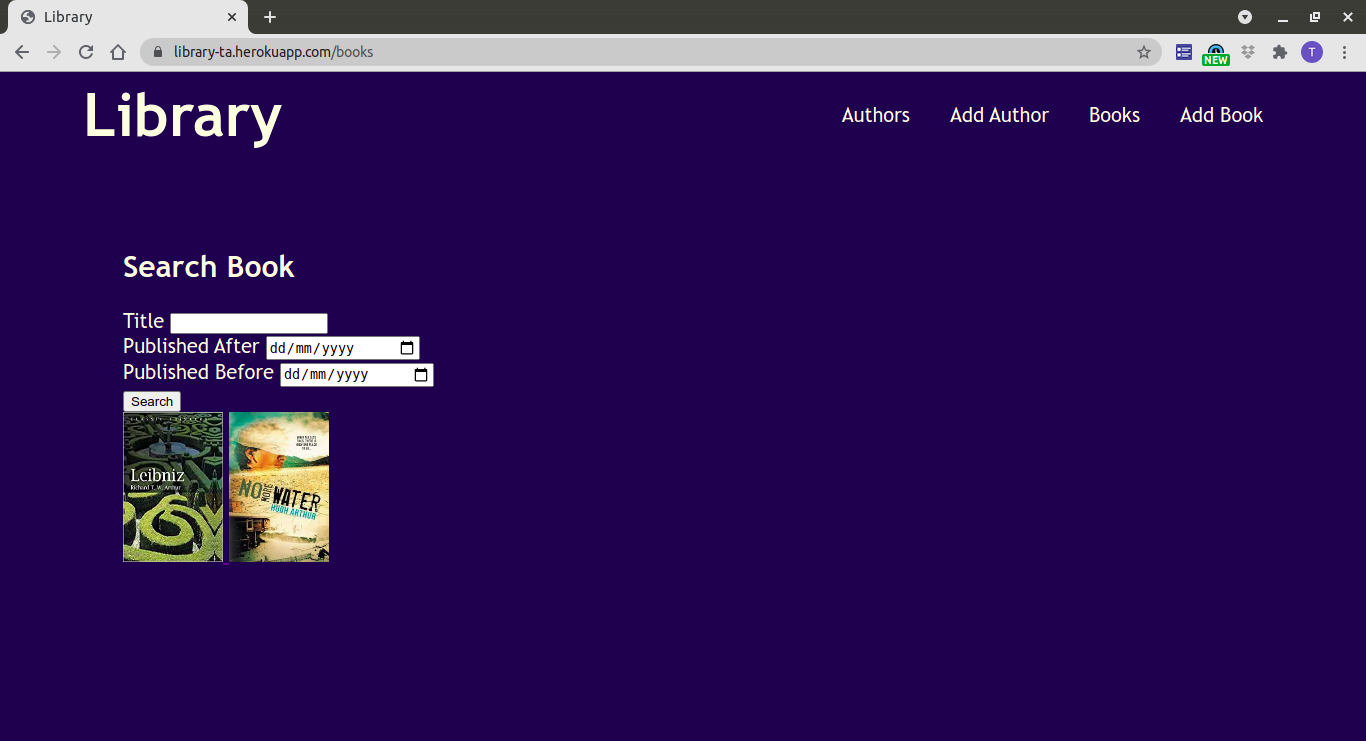 Library
library-ta.herokuapp.com/books
NEW
T
Library
Authors Add Author Books Add Book
Search Book
Title
Published After dd/mm/yyyy
Published Before dd/mm/yyyy
Search
Leibniz
Richard T. W. Arthur
NO MORE WATER
HUGH ARTHUR